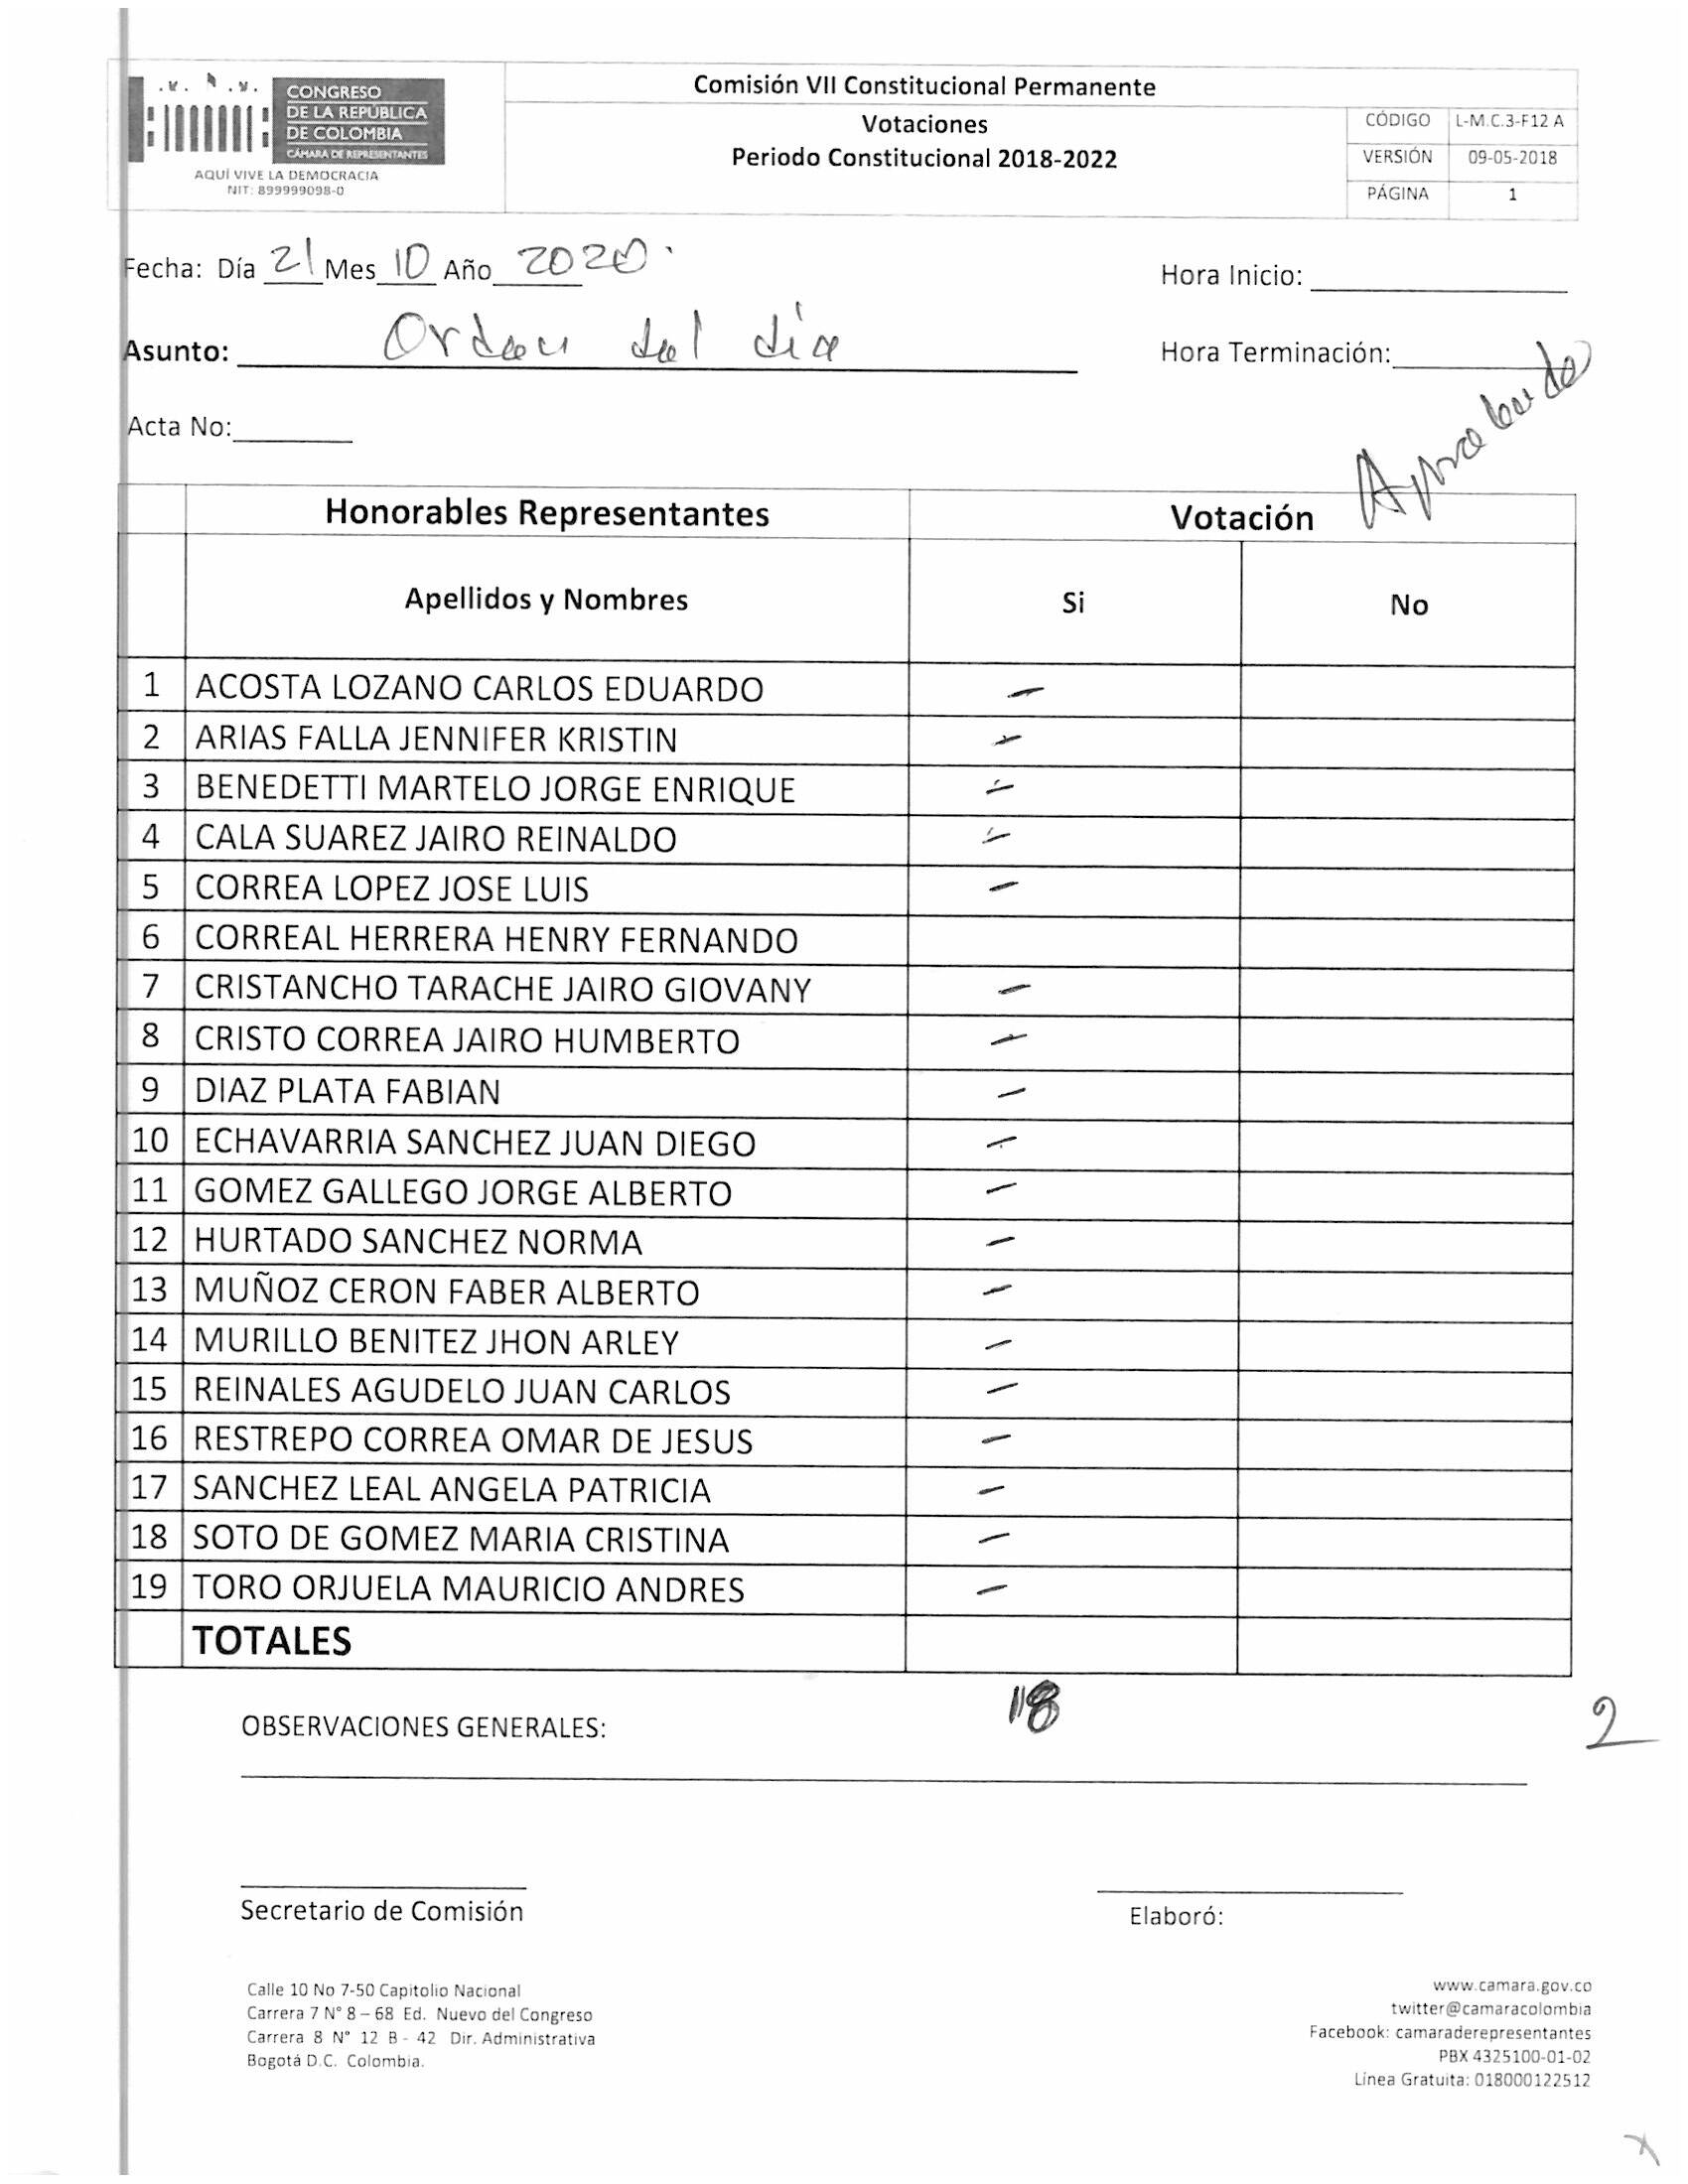 CONGRESO
DE LA REPÚBLICA
DE COLOMBIA
CÁMARA DE REPRESENTANTES
AQUÍ VIVE LA DEMOCRACIA
NIT: 899999098-0
Comisión VII Constitucional Permanente
Votaciones
Periodo Constitucional 2018-2022
CÓDIGO L-M.C.3-F12 A
VERSIÓN 09-05-2018
PÁGINA 1
Fecha: Día 21 Mes 10 Año 2020
Hora Inicio:
Asunto: Orden del día
Hora Terminación:
Aprobado
Acta No:
Honorables Representantes Votación
Apellidos y Nombres Si No
1 ACOSTA LOZANO CARLOS EDUARDO —
2 ARIAS FALLA JENNIFER KRISTIN —
3 BENEDETTI MARTELO JORGE ENRIQUE —
4 CALA SUAREZ JAIRO REINALDO —
5 CORREA LOPEZ JOSE LUIS —
6 CORREAL HERRERA HENRY FERNANDO
7 CRISTANCHO TARACHE JAIRO GIOVANY —
8 CRISTO CORREA JAIRO HUMBERTO —
9 DIAZ PLATA FABIAN —
10 ECHAVARRIA SANCHEZ JUAN DIEGO —
11 GOMEZ GALLEGO JORGE ALBERTO —
12 HURTADO SANCHEZ NORMA —
13 MUÑOZ CERON FABER ALBERTO —
14 MURILLO BENITEZ JHON ARLEY —
15 REINALES AGUDELO JUAN CARLOS —
16 RESTREPO CORREA OMAR DE JESUS —
17 SANCHEZ LEAL ANGELA PATRICIA —
18 SOTO DE GOMEZ MARIA CRISTINA —
19 TORO ORJUELA MAURICIO ANDRES —
TOTALES
18
OBSERVACIONES GENERALES:
2
Secretario de Comisión
Elaboró:
Calle 10 No 7-50 Capitolio Nacional
Carrera 7 N° 8 – 68 Ed. Nuevo del Congreso
Carrera 8 N° 12 B - 42 Dir. Administrativa
Bogotá D.C. Colombia.
www.camara.gov.co
twitter@camaracolombia
Facebook: camaraderepresentantes
PBX 4325100-01-02
Línea Gratuita: 018000122512